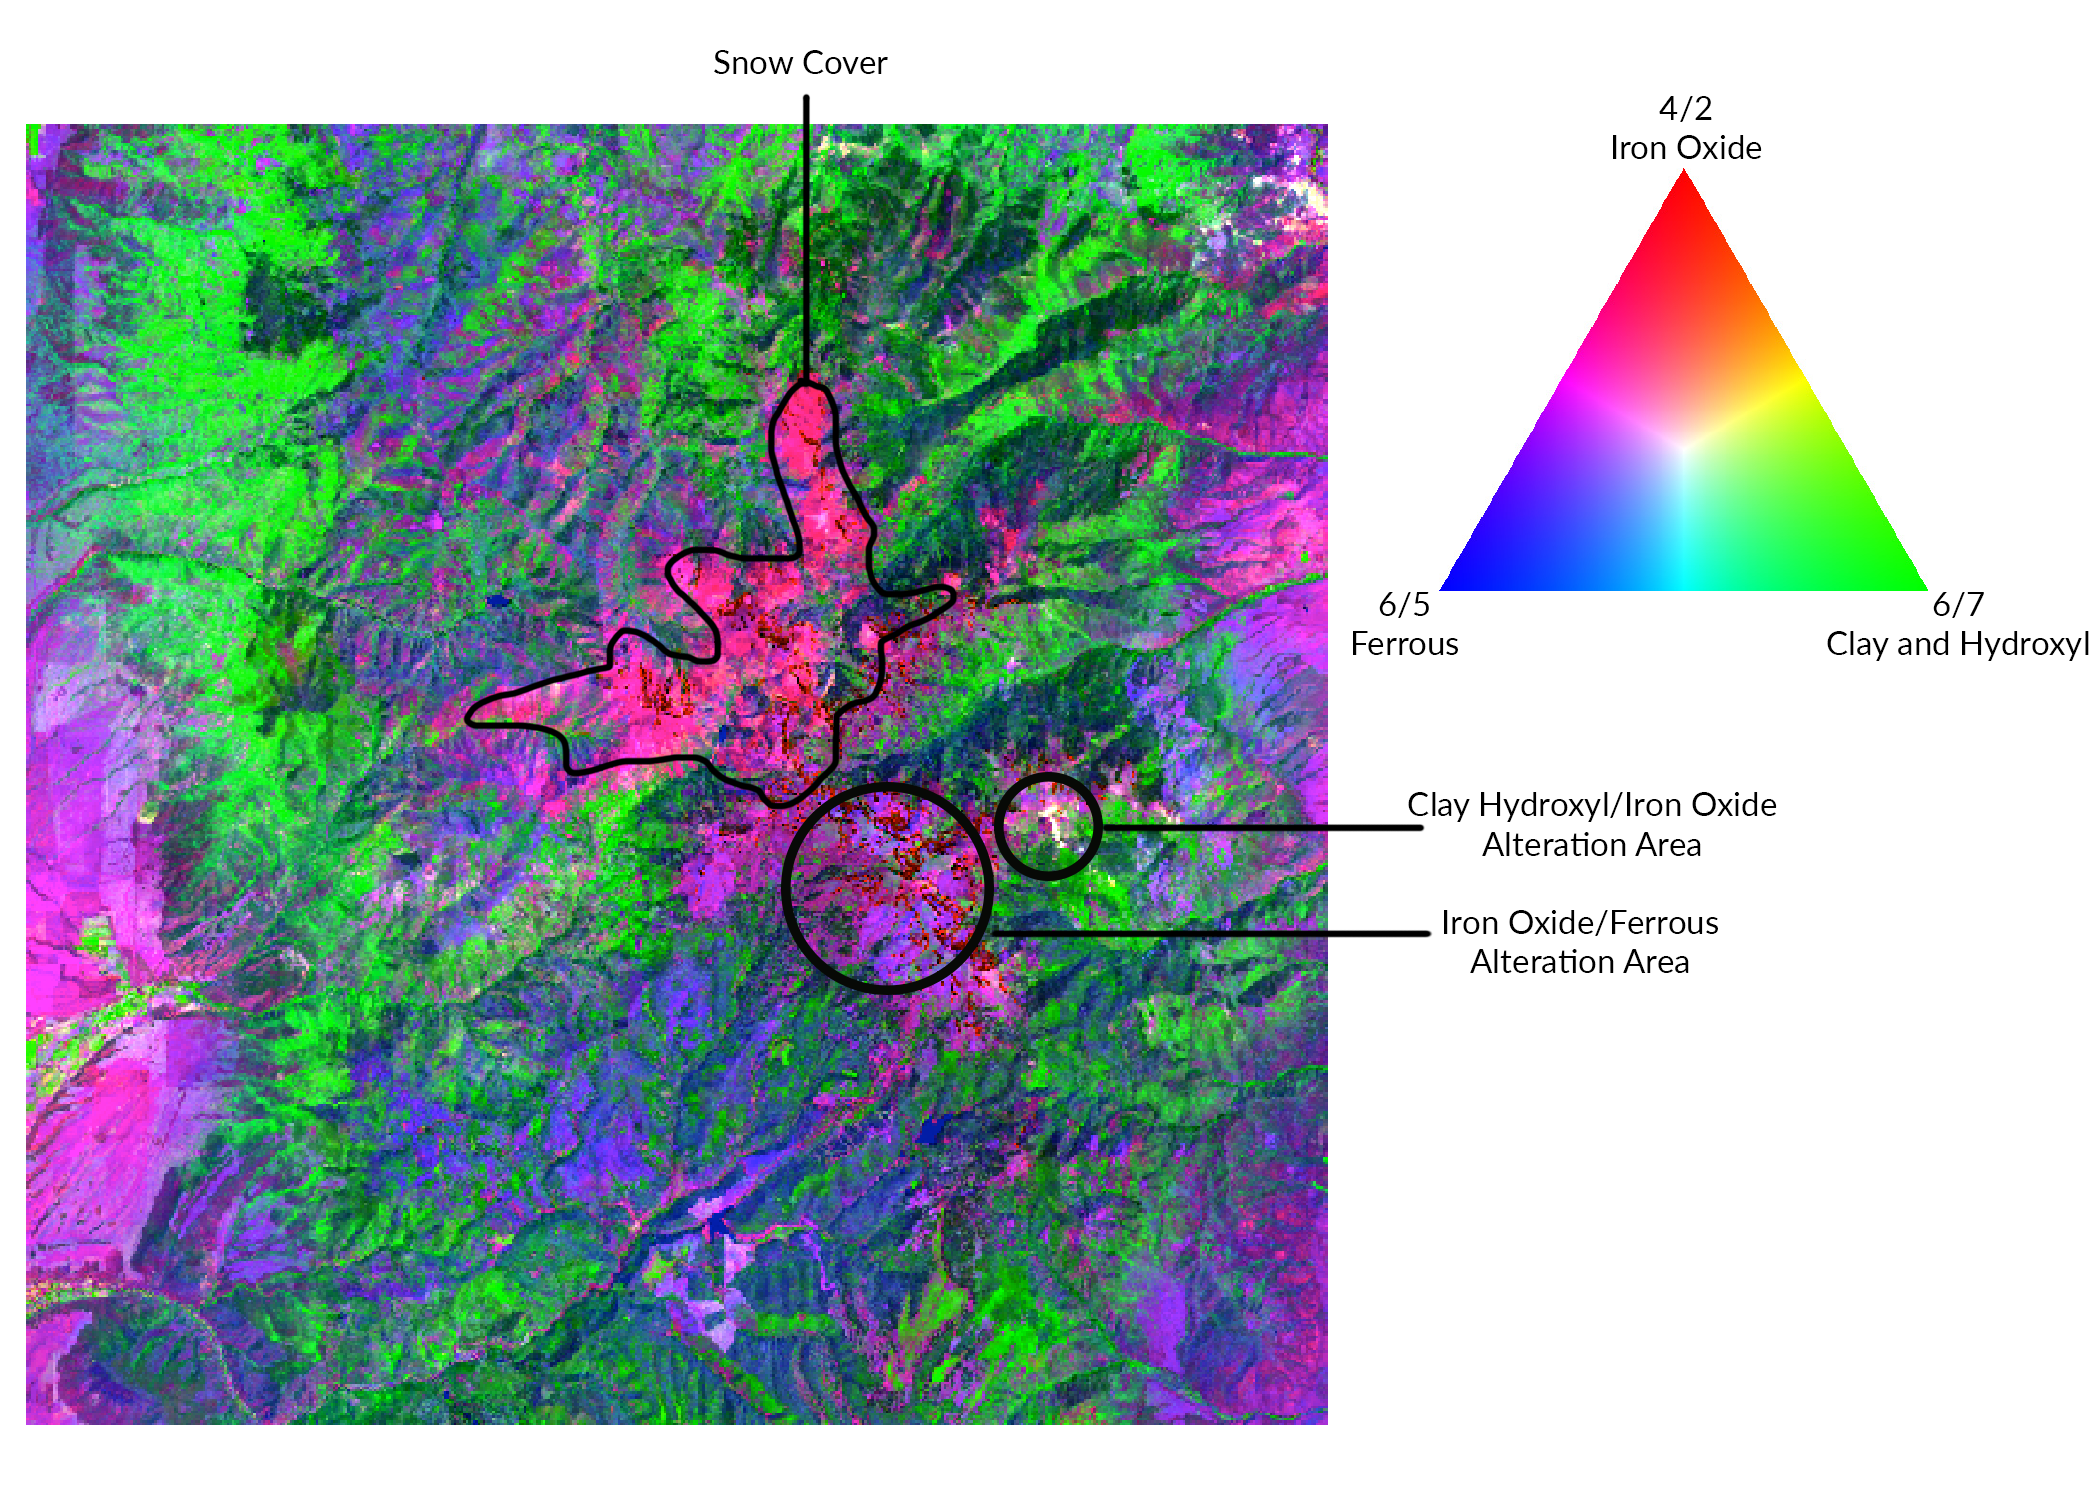 Snow Cover
4/2
Iron Oxide
6/5
Ferrous
6/7
Clay and Hydroxyl
Clay Hydroxyl/Iron Oxide
Alteration Area
Iron Oxide/Ferrous
Alteration Area